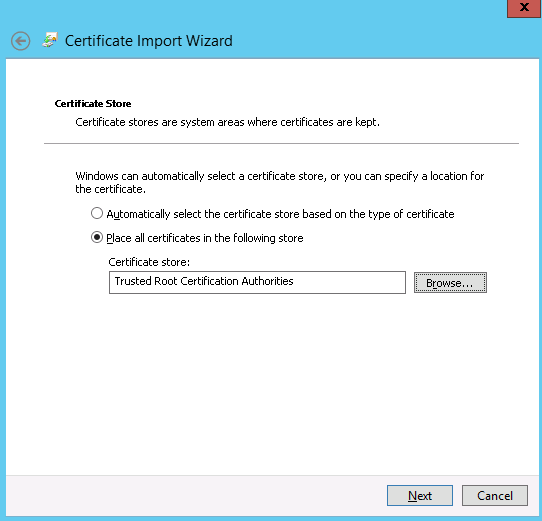 x
Certificate Import Wizard
Certificate Store
Certificate stores are system areas where certificates are kept.
Windows can automatically select a certificate store, or you can specify a location for
the certificate.
Automatically select the certificate store based on the type of certificate
Place all certificates in the following store
Certificate store:
Trusted Root Certification Authorities
Browse...
Next
Cancel